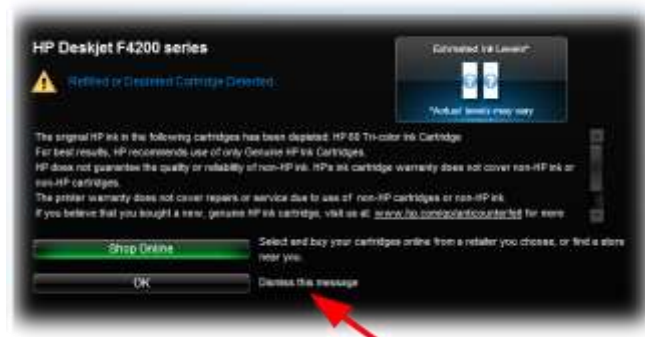 HP Deskjet F4200 series
Estimated Ink Levels*
Refilled or Depleted Cartridge Detected
*Actual levels may vary
The original HP ink in the following cartridges has been depleted: HP 60 Tri-color Ink Cartridge
For best results, HP recommends use of only Genuine HP Ink Cartridges.
HP does not guarantee the quality or reliability of non-HP ink. HPs ink cartridge warranty does not cover non-HP ink or
non-HP cartridges.
The printer warranty does not cover repairs or service due to use of non-HP cartridges or non-HP ink.
If you believe that you bought a new, genuine HP ink cartridge, visit us at: www.hp.com/go/anticounterfeit for more
Shop Online
Select and buy your cartridges online from a retailer you choose, or find a store
near you.
OK
Dismiss this message